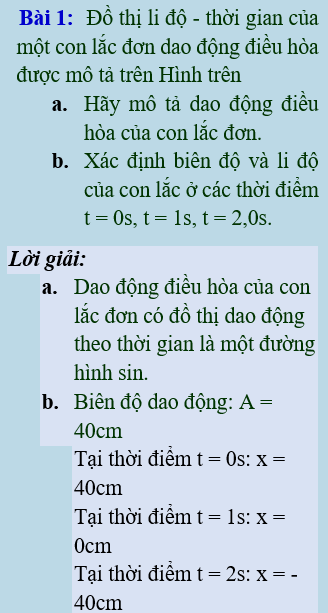 Bài 1: Đồ thị li độ - thời gian của
một con lắc đơn dao động điều hòa
được mô tả trên Hình trên
a. Hãy mô tả dao động điều
hòa của con lắc đơn.
b. Xác định biên độ và li độ
của con lắc ở các thời điểm
t = 0s, t = 1s, t = 2,0s.
Lời giải:
a. Dao động điều hòa của con
lắc đơn có đồ thị dao động
theo thời gian là một đường
hình sin.
b. Biên độ dao động: A =
40cm
Tại thời điểm t = 0s: x =
40cm
Tại thời điểm t = 1s: x =
0cm
Tại thời điểm t = 2s: x = -
40cm